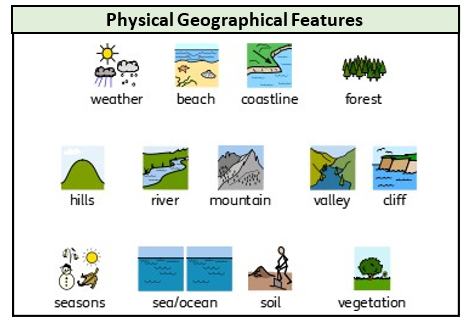 Physical Geographical Features
weather beach coastline forest
hills river mountain valley cliff
seasons sea/ocean soil vegetation